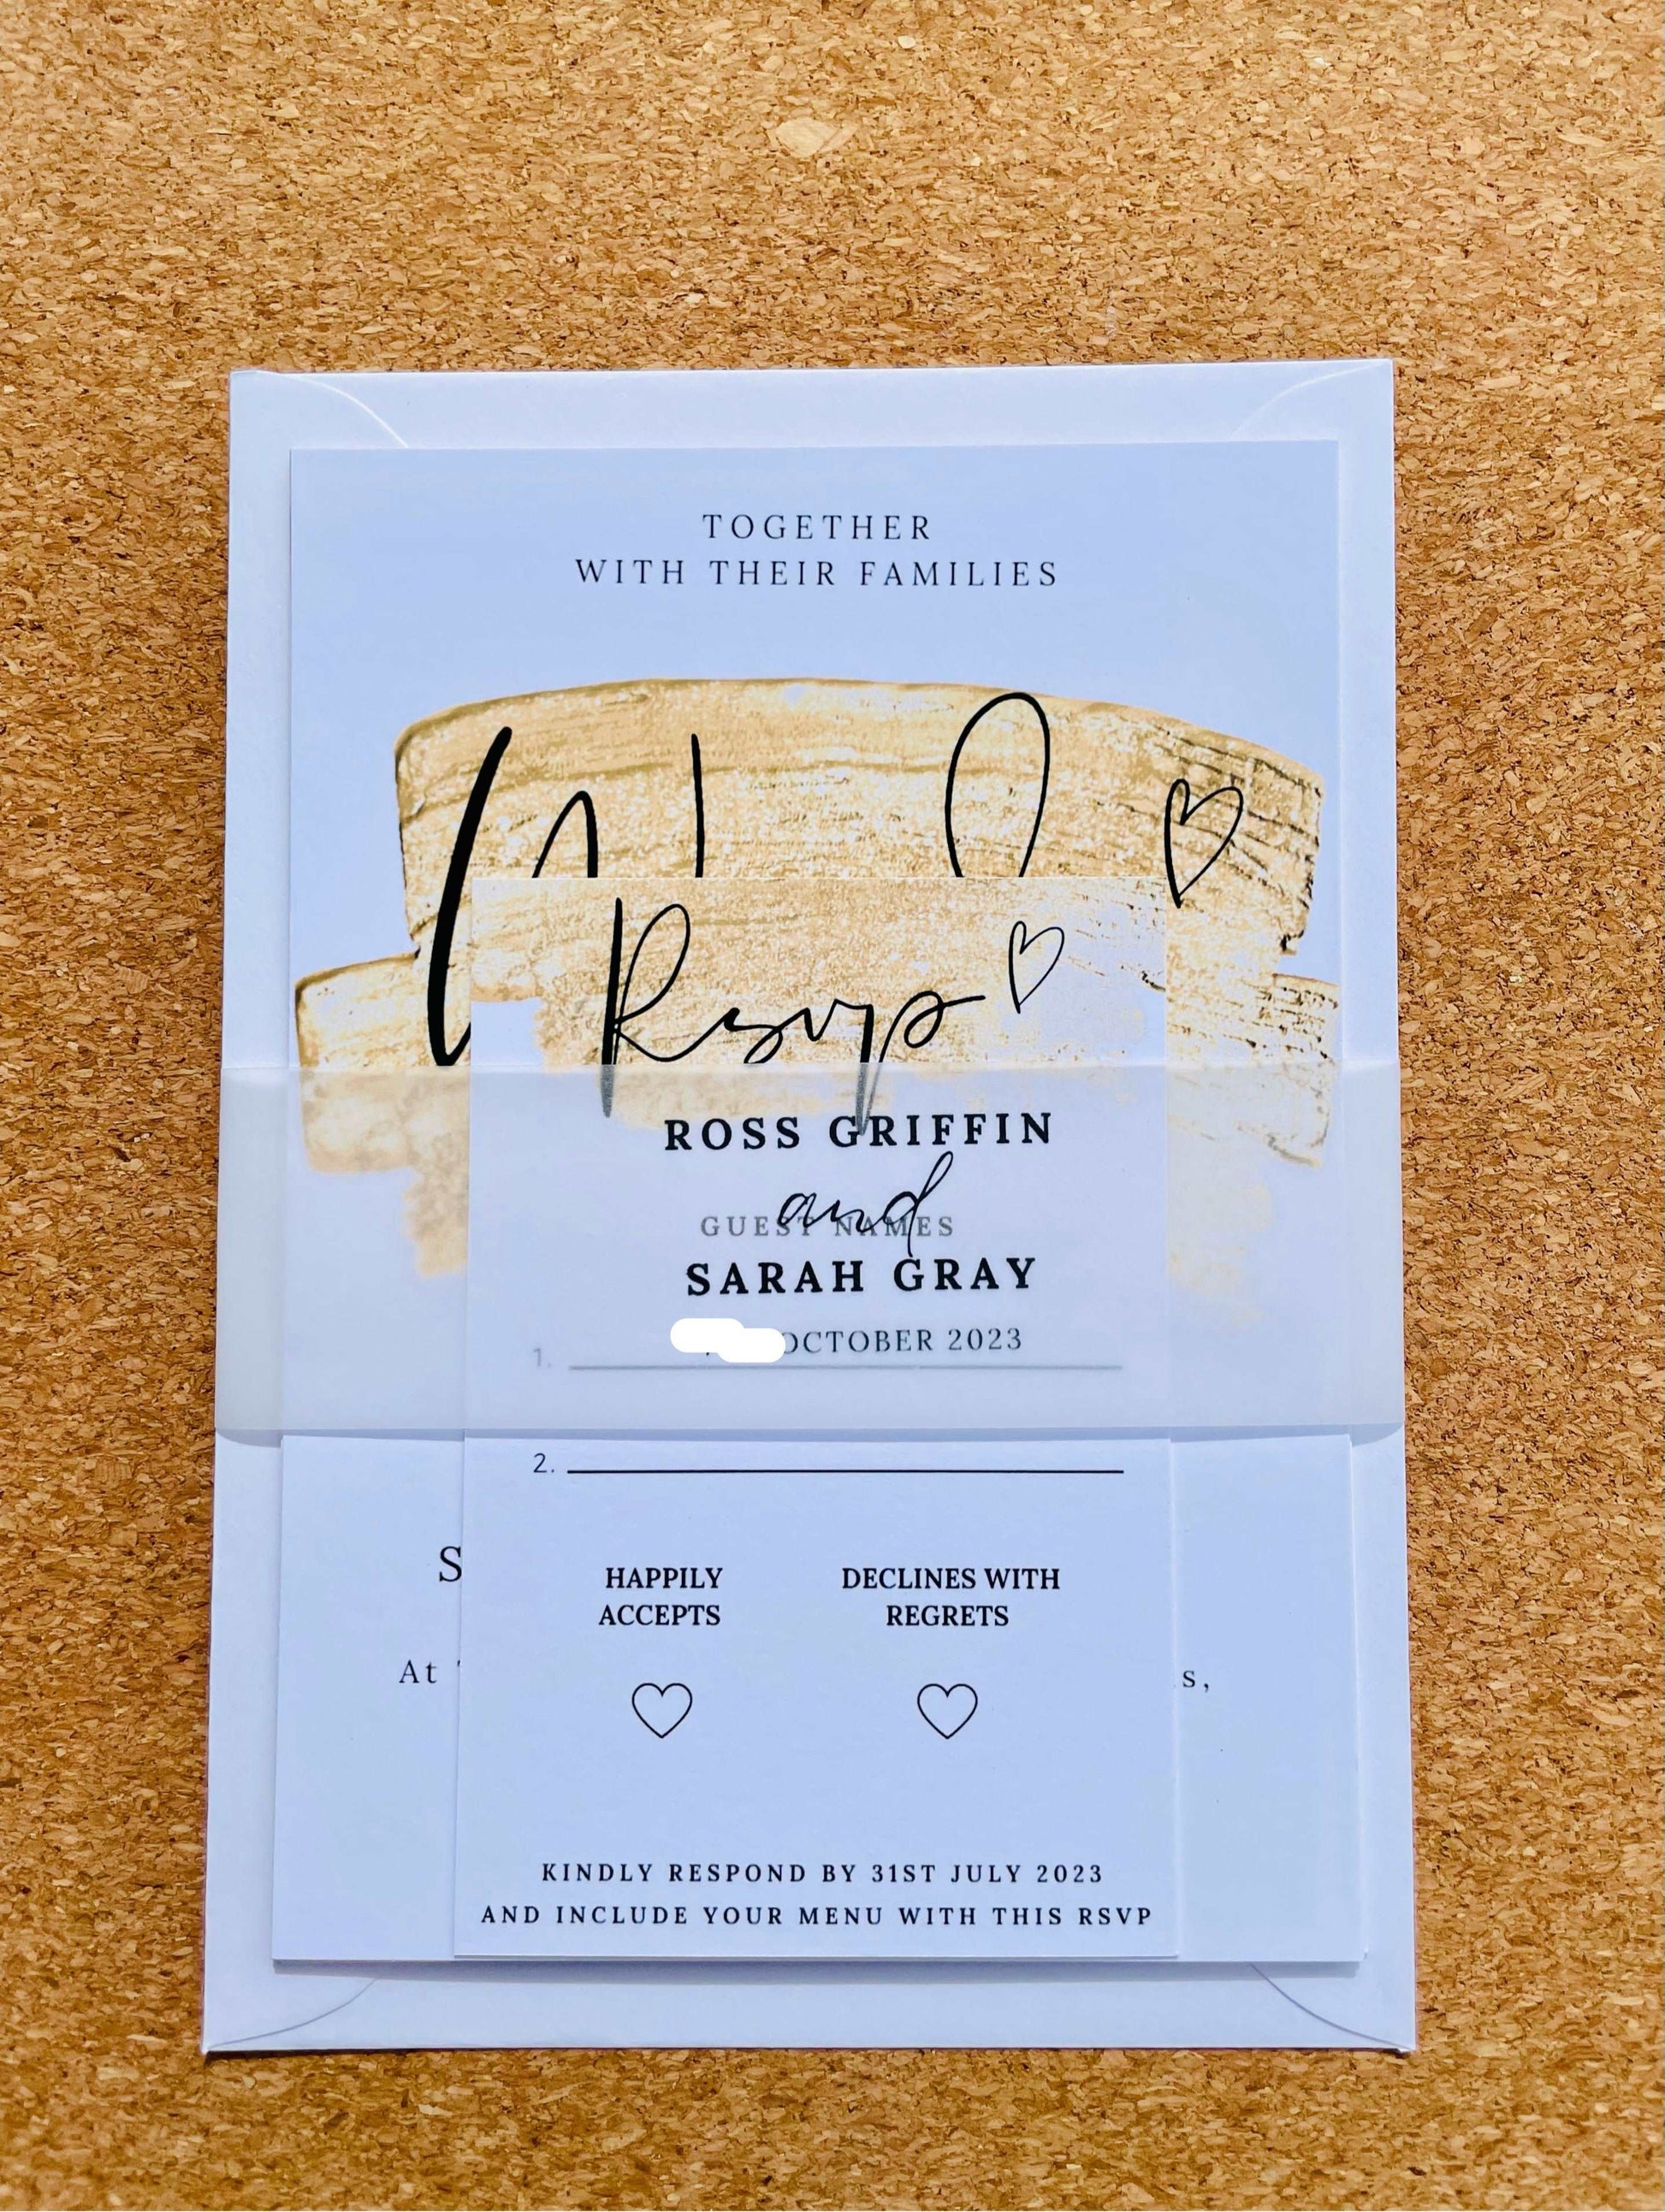 TOGETHER
WITH THEIR FAMILIES
Rsvp
ROSS GRIFFIN
and
GUEST NAMES
SARAH GRAY
OCTOBER 2023
1.
2.
HAPPILY
ACCEPTS
DECLINES WITH
REGRETS
At
KINDLY RESPOND BY 31ST JULY 2023
AND INCLUDE YOUR MENU WITH THIS RSVP